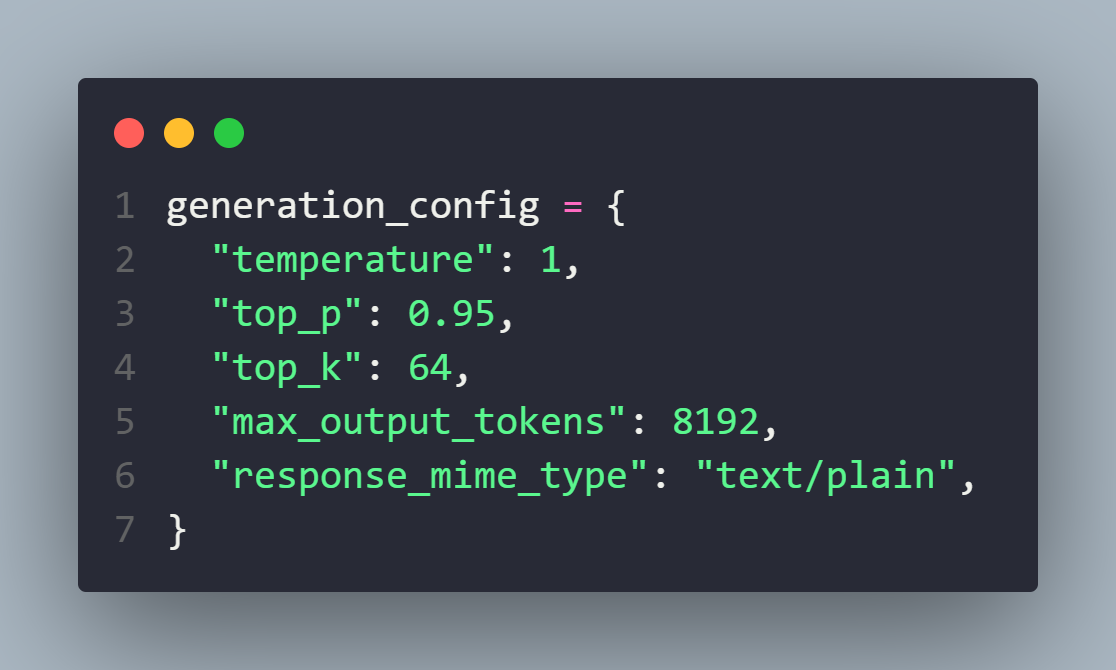 1 generation_config = {
2   "temperature": 1,
3   "top_p": 0.95,
4   "top_k": 64,
5   "max_output_tokens": 8192,
6   "response_mime_type": "text/plain",
7 }